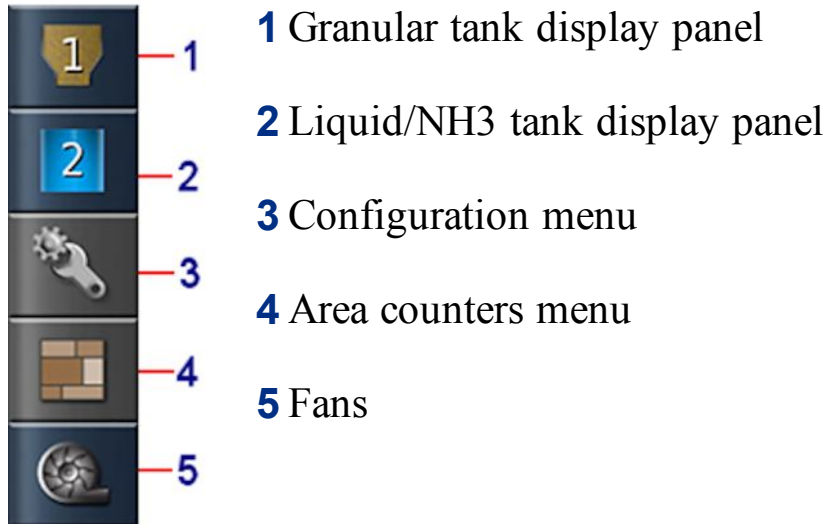 1
2
1
2
3
4
5
1 Granular tank display panel
2 Liquid/NH3 tank display panel
3 Configuration menu
4 Area counters menu
5 Fans